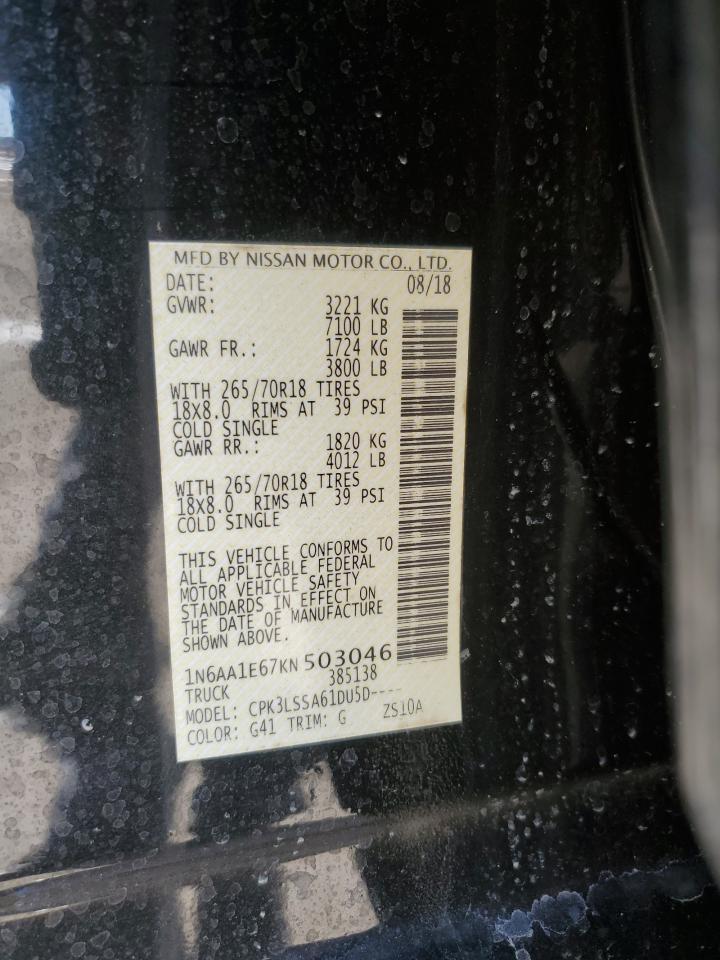 MFD BY NISSAN MOTOR CO., LTD.
DATE: 08/18
GVWR: 3221 KG
7100 LB
GAWR FR.: 1724 KG
3800 LB
WITH 265/70R18 TIRES
18X8.0 RIMS AT 39 PSI
COLD SINGLE
GAWR RR.: 1820 KG
4012 LB
WITH 265/70R18 TIRES
18X8.0 RIMS AT 39 PSI
COLD SINGLE
THIS VEHICLE CONFORMS TO
ALL APPLICABLE FEDERAL
MOTOR VEHICLE SAFETY
STANDARDS IN EFFECT ON
THE DATE OF MANUFACTURE
SHOWN ABOVE.
1N6AA1E67KN503046
385138
TRUCK
MODEL: CPK3LSSA61DU5D----
COLOR: G41 TRIM: G ZS10A